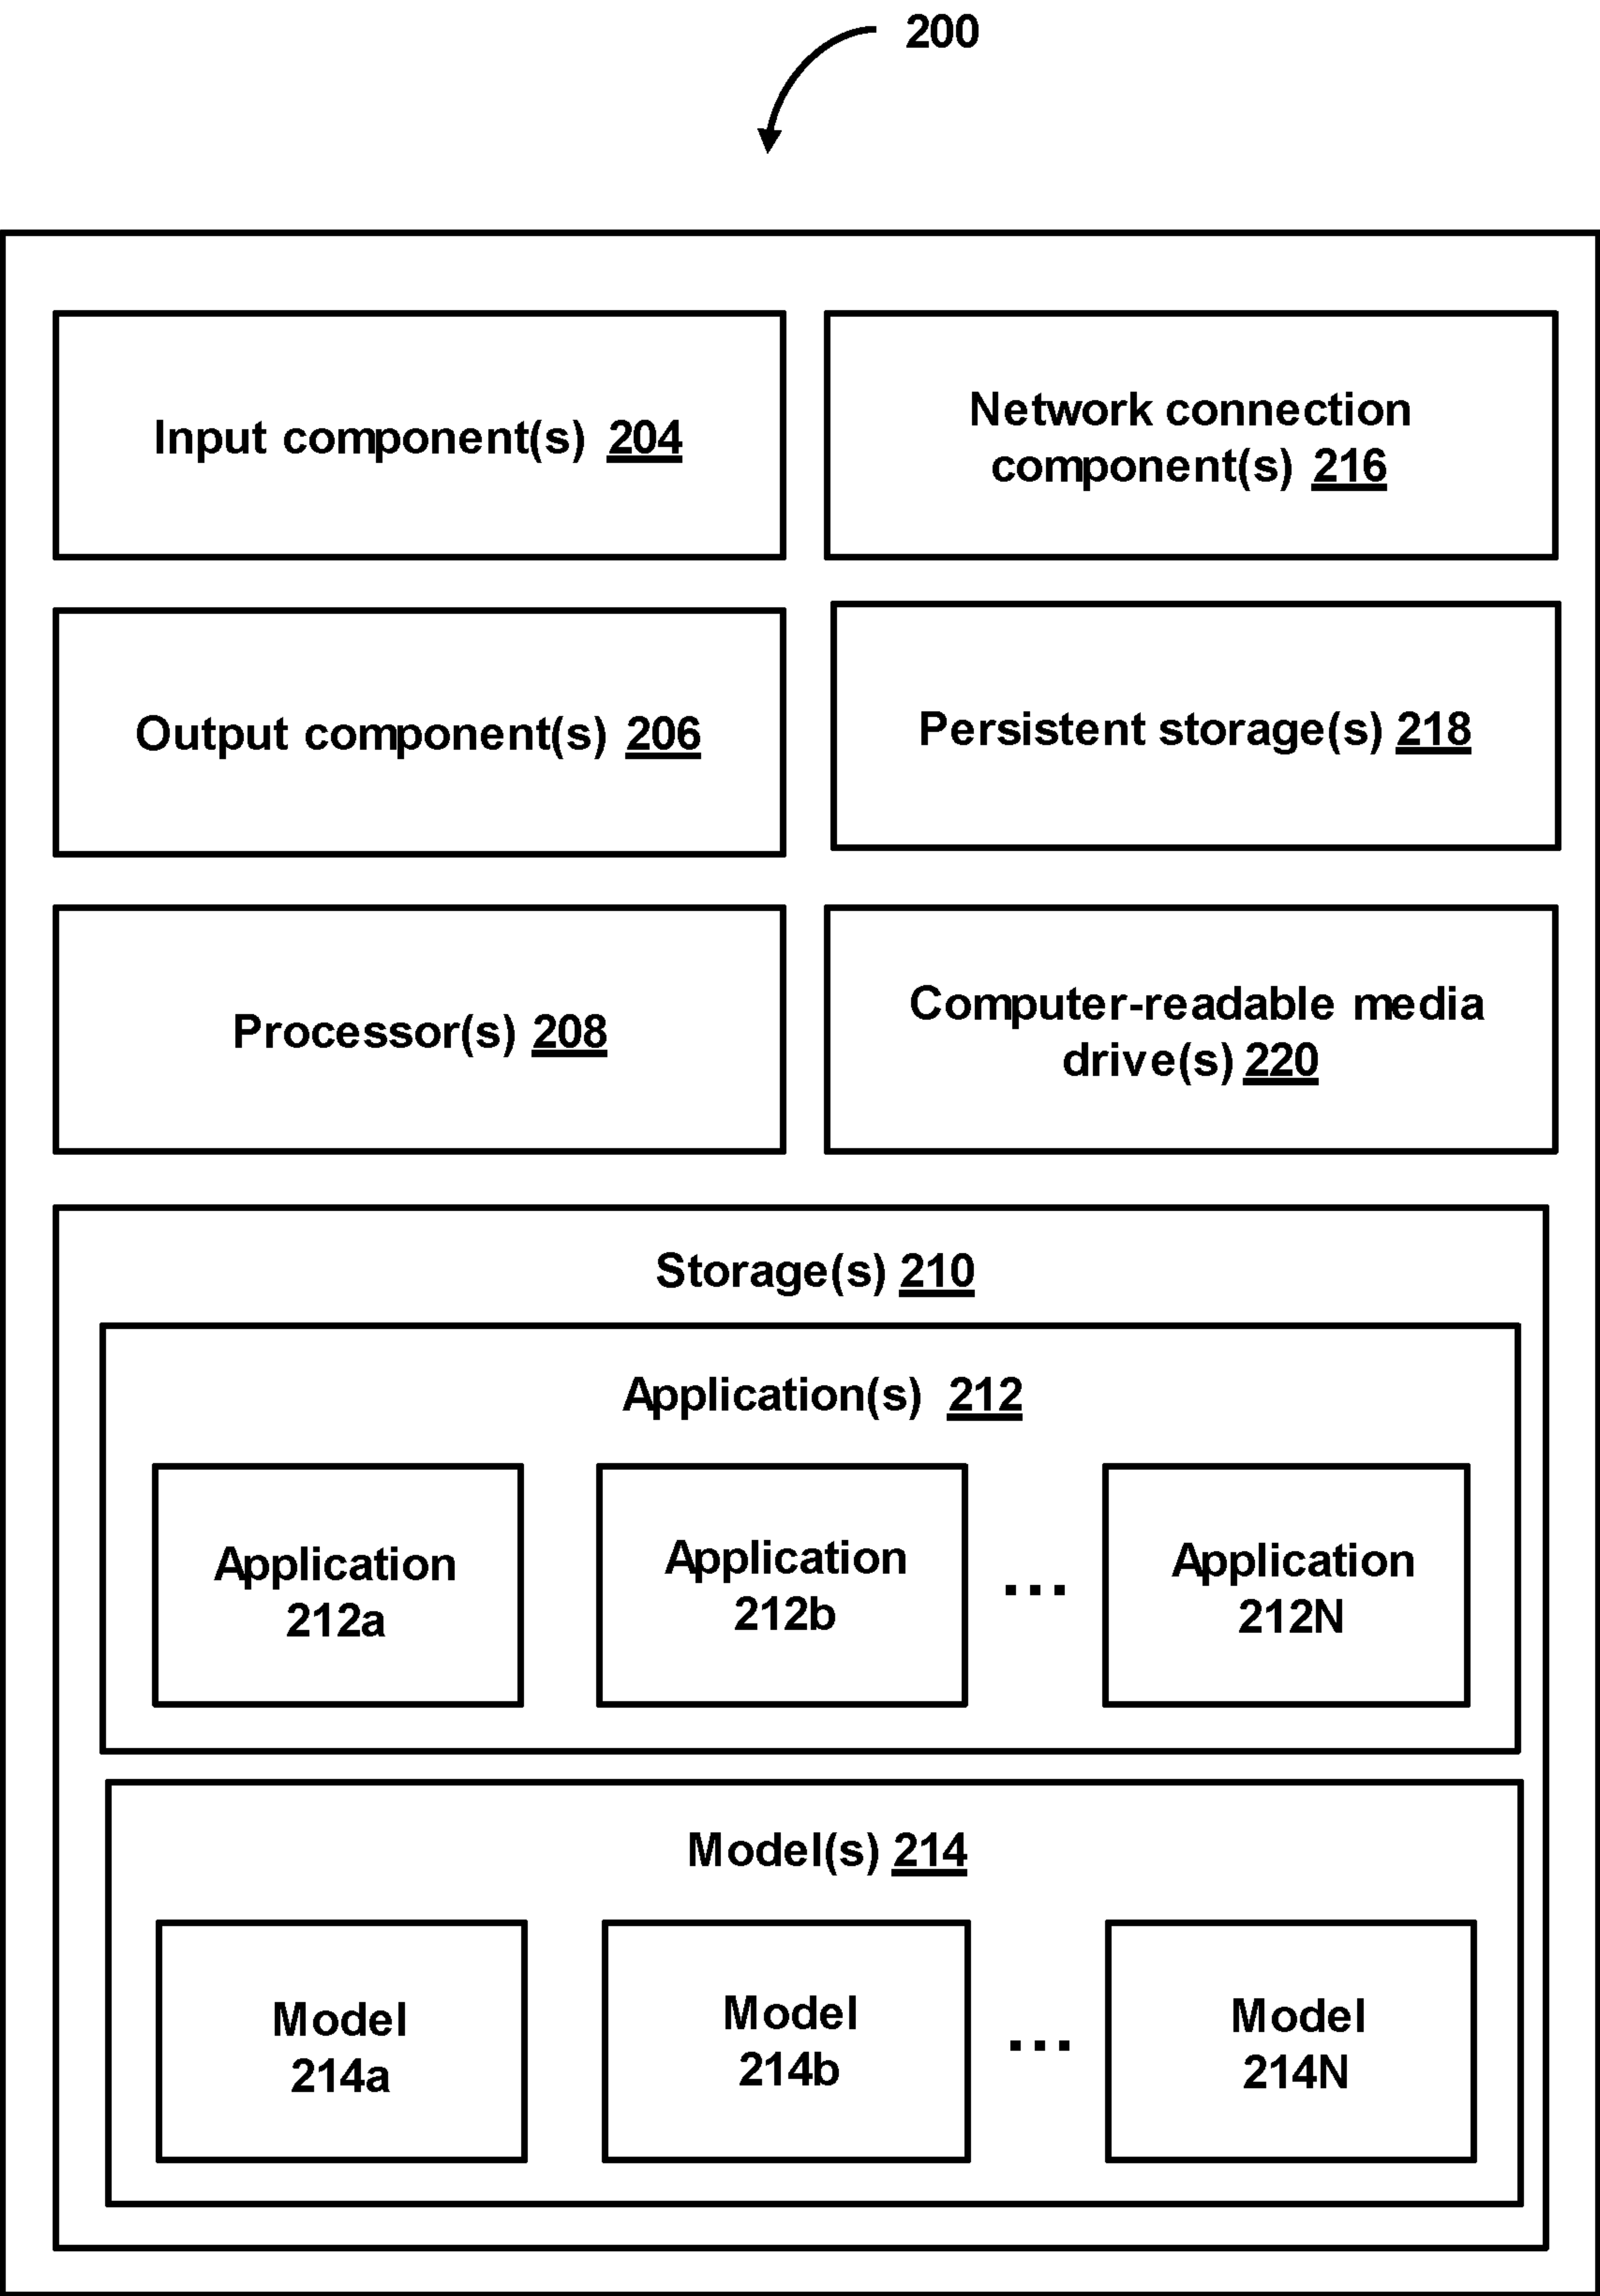 200
Input component(s) 204
Network connection
component(s) 216
Output component(s) 206
Persistent storage(s) 218
Processor(s) 208
Computer-readable media
drive(s) 220
Storage(s) 210
Application(s) 212
Application
212a
Application
212b
...
Application
212N
Model(s) 214
Model
214a
Model
214b
...
Model
214N